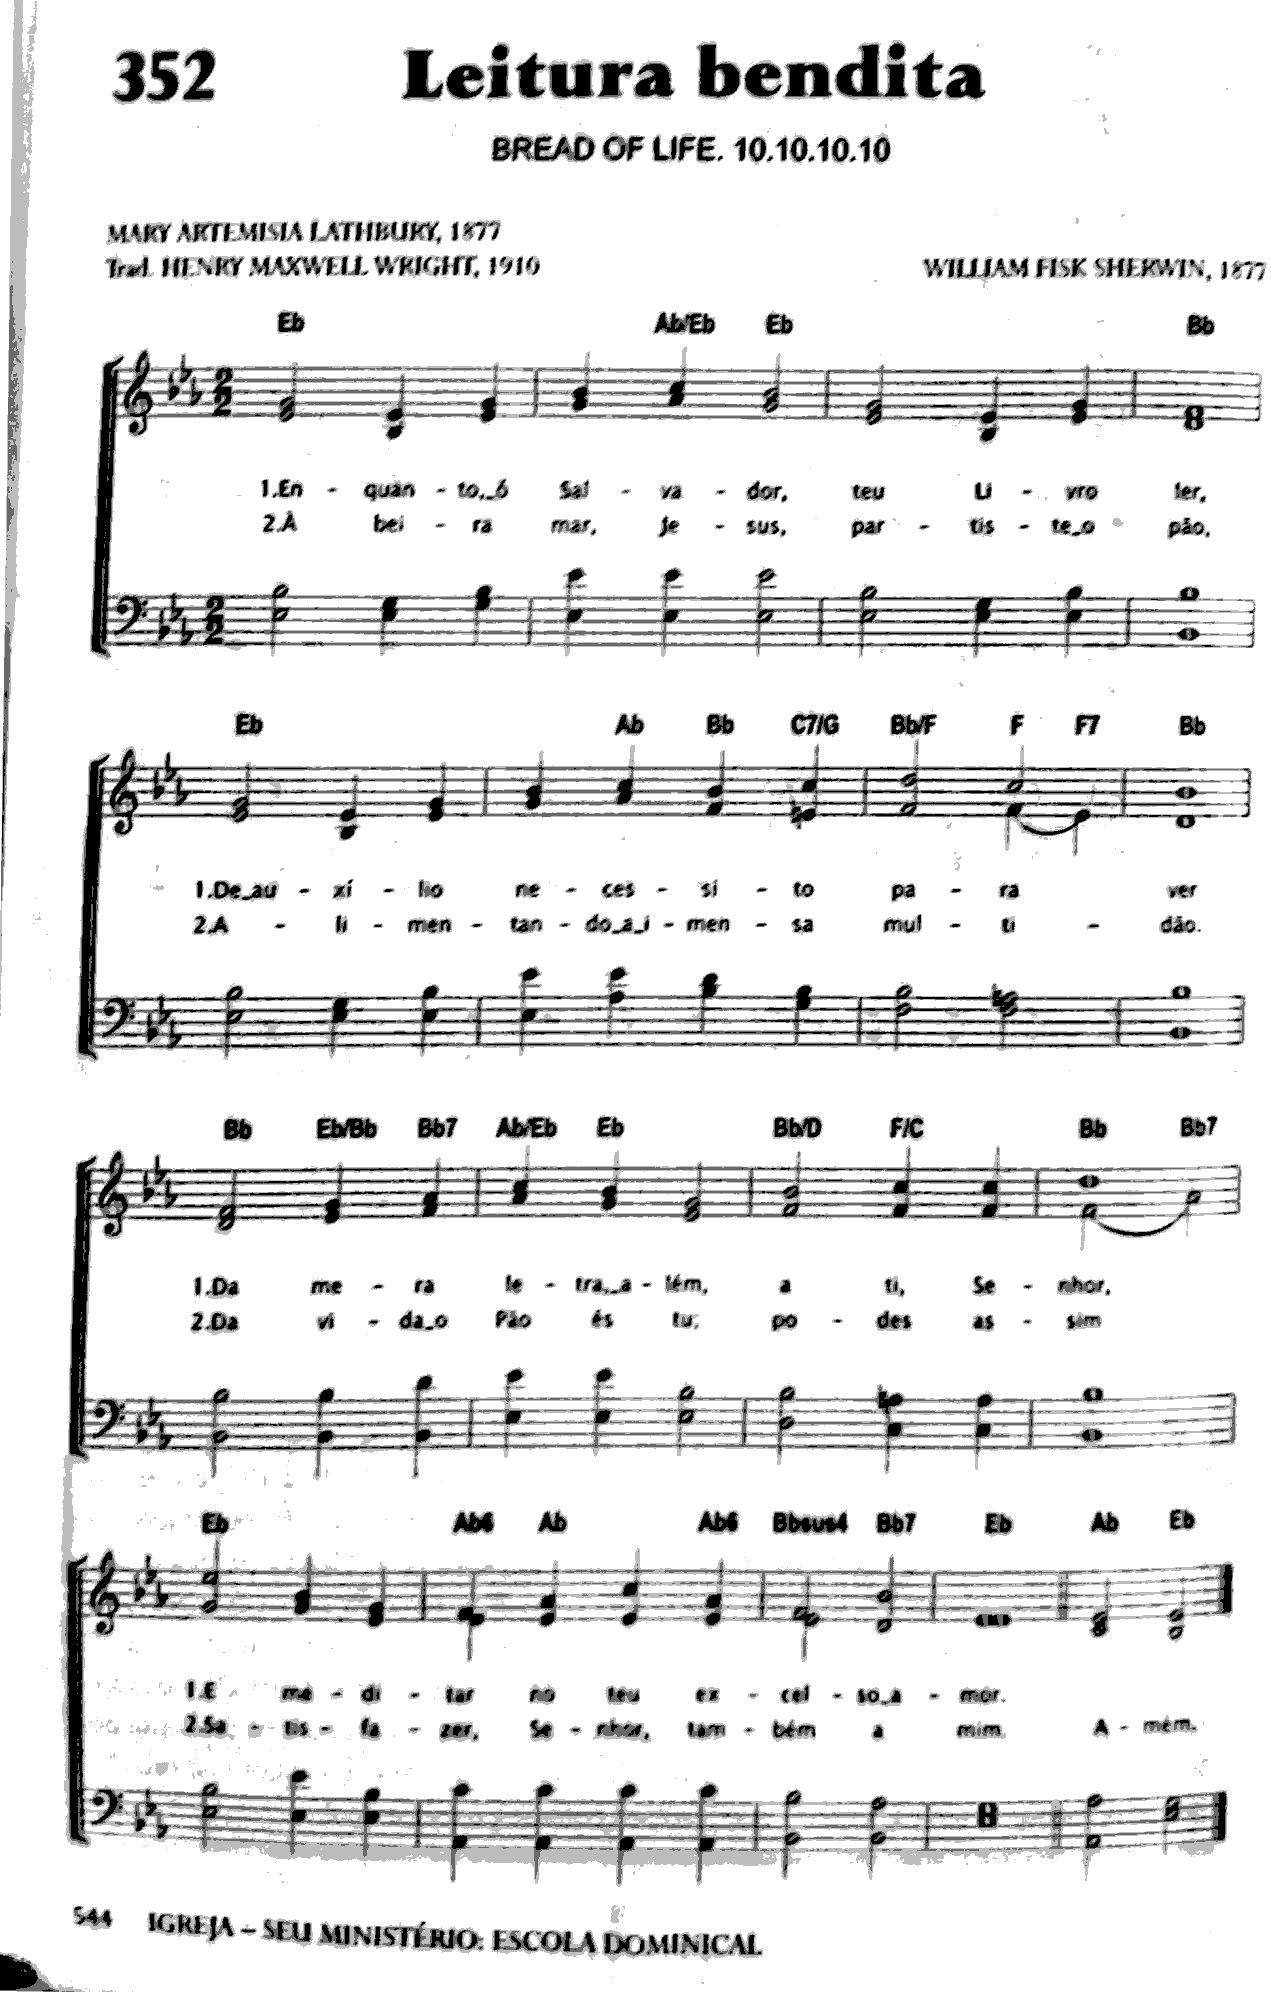 352 Leitura bendita
BREAD OF LIFE. 10.10.10.10
MARY ARTEMISIA LATHBURY, 1877
Trad. HENRY MAXWELL WRIGHT, 1910
WILLIAM FISK SHERWIN, 1877
Eb Ab/Eb Eb Bb
2 2
1.En - quan - to,_ó Sal - va - dor, teu Li - vro ler,
2.À bei - ra mar, Je - sus, par - tis - te_o pão,
2 2
Eb Ab Bb C7/G Bb/F F F7 Bb
1.De_au - xí - lio ne - ces - si - to pa - ra ver
2.A - li - men - tan - do_a_i - men - sa mul - ti - dão.
Bb Eb/Bb Bb7 Ab/Eb Eb Bb/D F/C Bb Bb7
1.Da me - ra le - tra,_a - lém, a ti, Se - nhor,
2.Da vi - da_o Pão és tu; po - des as - sim
Eb Ab6 Ab Ab6 Bbsus4 Bb7 Eb Ab Eb
1.E me - di - tar no teu ex - cel - so_a - mor.
2.Sa - tis - fa - zer, Se - nhor, tam - bém a mim. A - mém.
544 IGREJA – SEU MINISTÉRIO: ESCOLA DOMINICAL